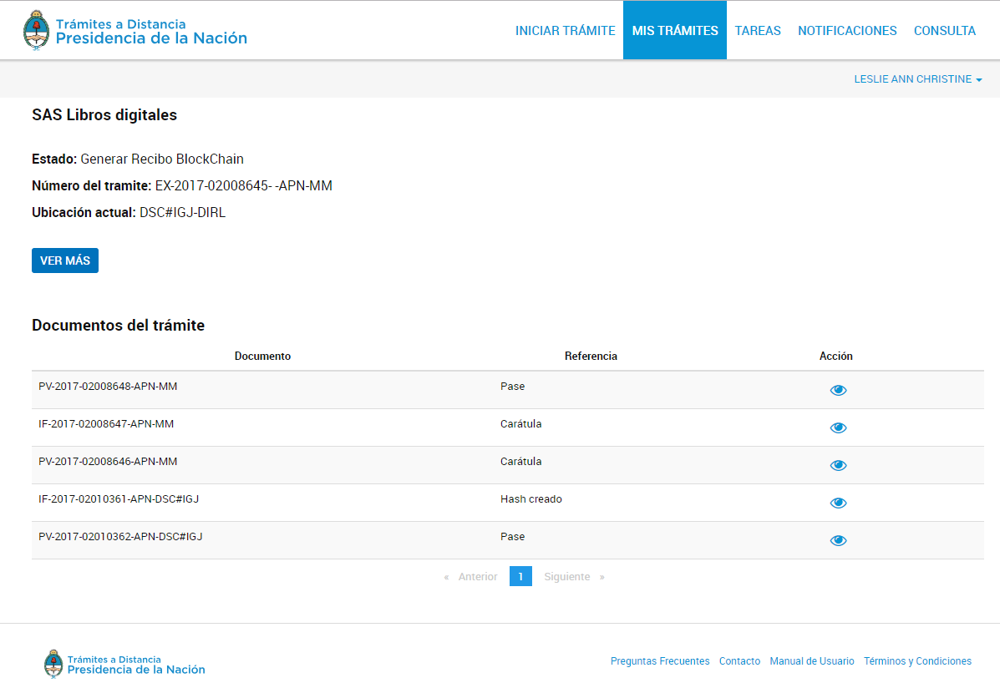 Trámites a Distancia
Presidencia de la Nación
INICIAR TRÁMITE MIS TRÁMITES TAREAS NOTIFICACIONES CONSULTA
LESLIE ANN CHRISTINE
SAS Libros digitales
Estado: Generar Recibo BlockChain
Número del tramite: EX-2017-02008645- -APN-MM
Ubicación actual: DSC#IGJ-DIRL
VER MÁS
Documentos del trámite
Documento Referencia Acción
PV-2017-02008648-APN-MM Pase
IF-2017-02008647-APN-MM Carátula
PV-2017-02008646-APN-MM Carátula
IF-2017-02010361-APN-DSC#IGJ Hash creado
PV-2017-02010362-APN-DSC#IGJ Pase
« Anterior 1 Siguiente »
Trámites a Distancia
Presidencia de la Nación
Preguntas Frecuentes Contacto Manual de Usuario Términos y Condiciones